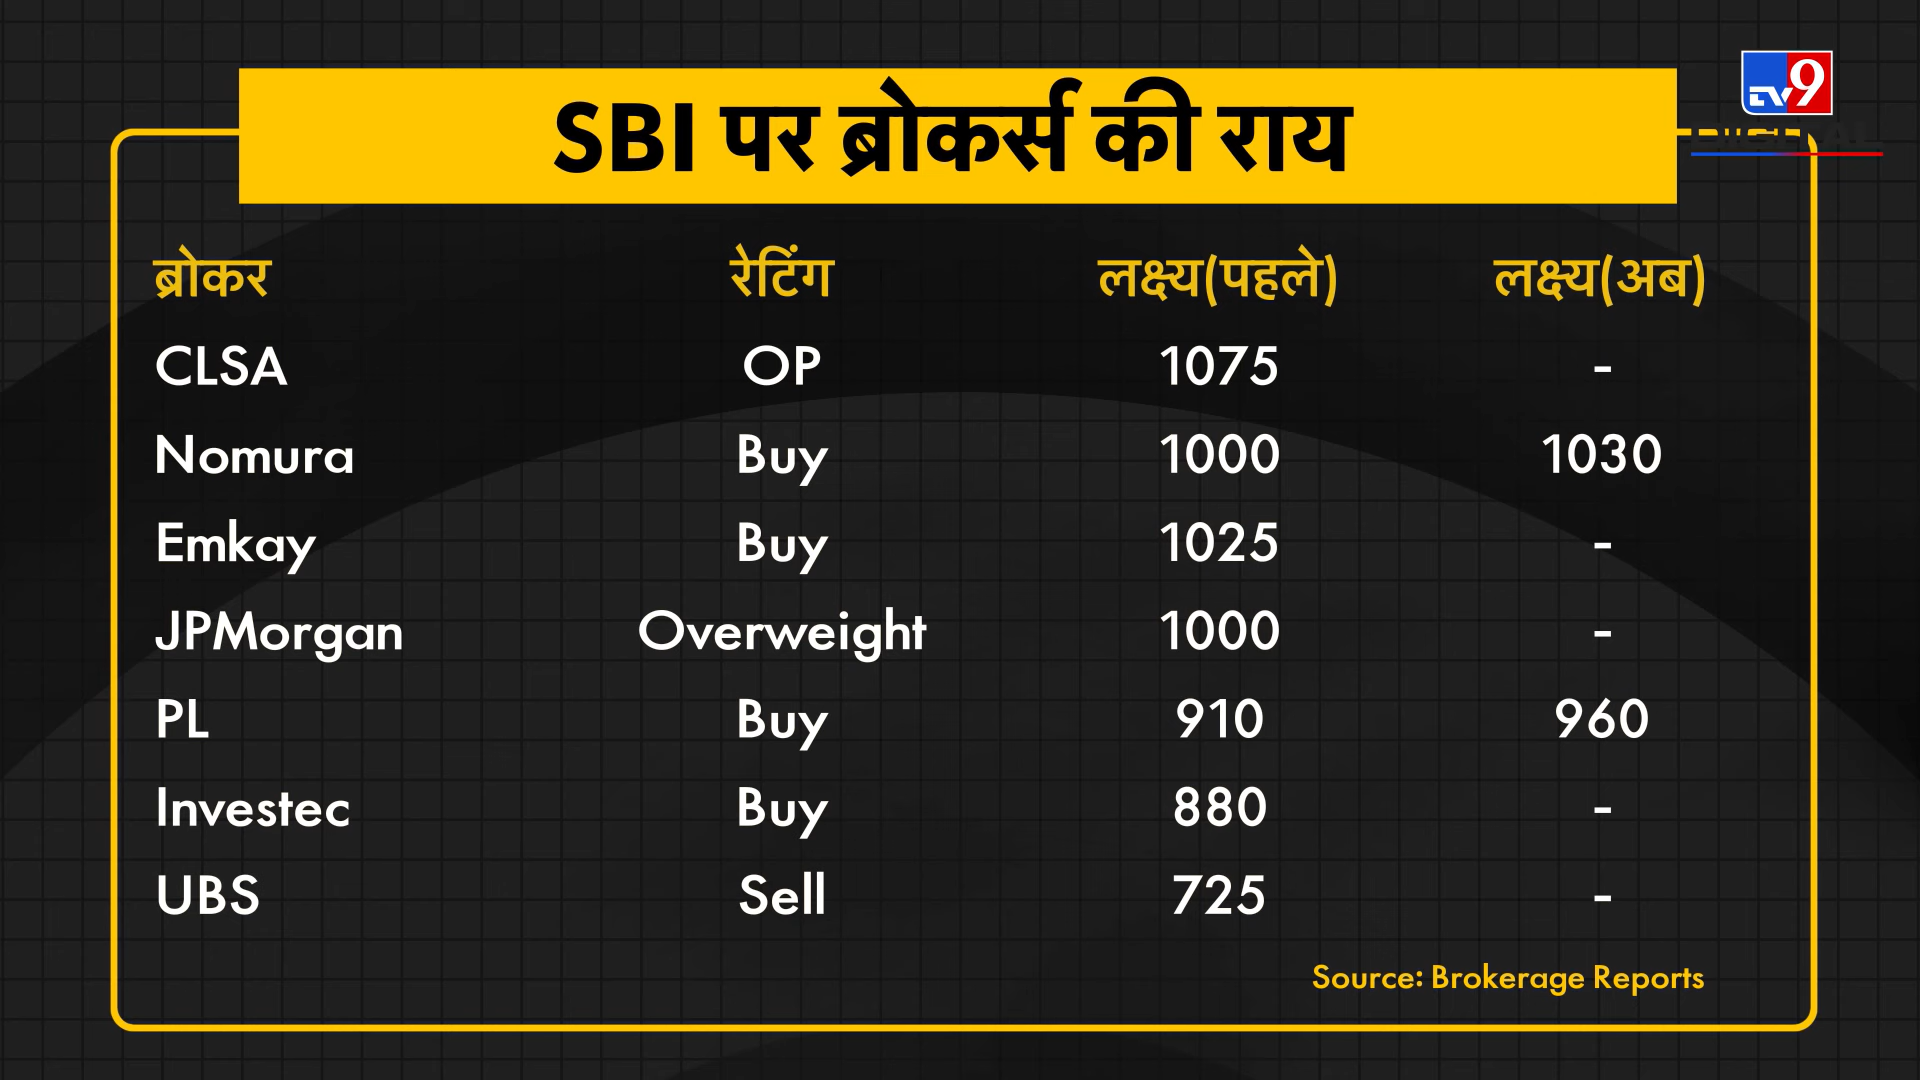 TV9
DIGITAL
SBI पर ब्रोकर्स की राय
ब्रोकर रेटिंग लक्ष्य(पहले) लक्ष्य(अब)
CLSA OP 1075 -
Nomura Buy 1000 1030
Emkay Buy 1025 -
JPMorgan Overweight 1000 -
PL Buy 910 960
Investec Buy 880 -
UBS Sell 725 -
Source: Brokerage Reports